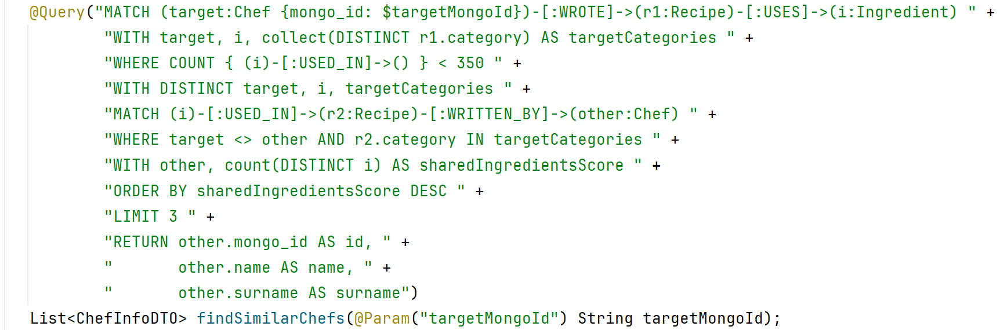 @Query("MATCH (target:Chef {mongo_id: $targetMongoId})-[:WROTE]->(r1:Recipe)-[:USES]->(i:Ingredient) " +
"WITH target, i, collect(DISTINCT r1.category) AS targetCategories " +
"WHERE COUNT { (i)-[:USED_IN]->() } < 350 " +
"WITH DISTINCT target, i, targetCategories " +
"MATCH (i)-[:USED_IN]->(r2:Recipe)-[:WRITTEN_BY]->(other:Chef) " +
"WHERE target <> other AND r2.category IN targetCategories " +
"WITH other, count(DISTINCT i) AS sharedIngredientsScore " +
"ORDER BY sharedIngredientsScore DESC " +
"LIMIT 3 " +
"RETURN other.mongo_id AS id, " +
"       other.name AS name, " +
"       other.surname AS surname")
List<ChefInfoDTO> findSimilarChefs(@Param("targetMongoId") String targetMongoId);